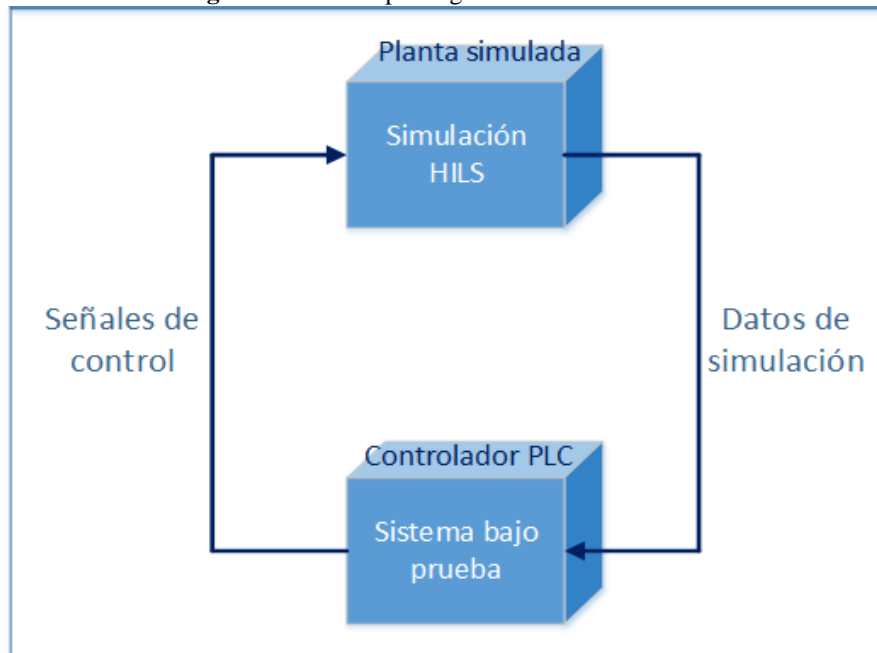 Planta simulada
Simulación
HILS
Señales de
control
Datos de
simulación
Controlador PLC
Sistema bajo
prueba